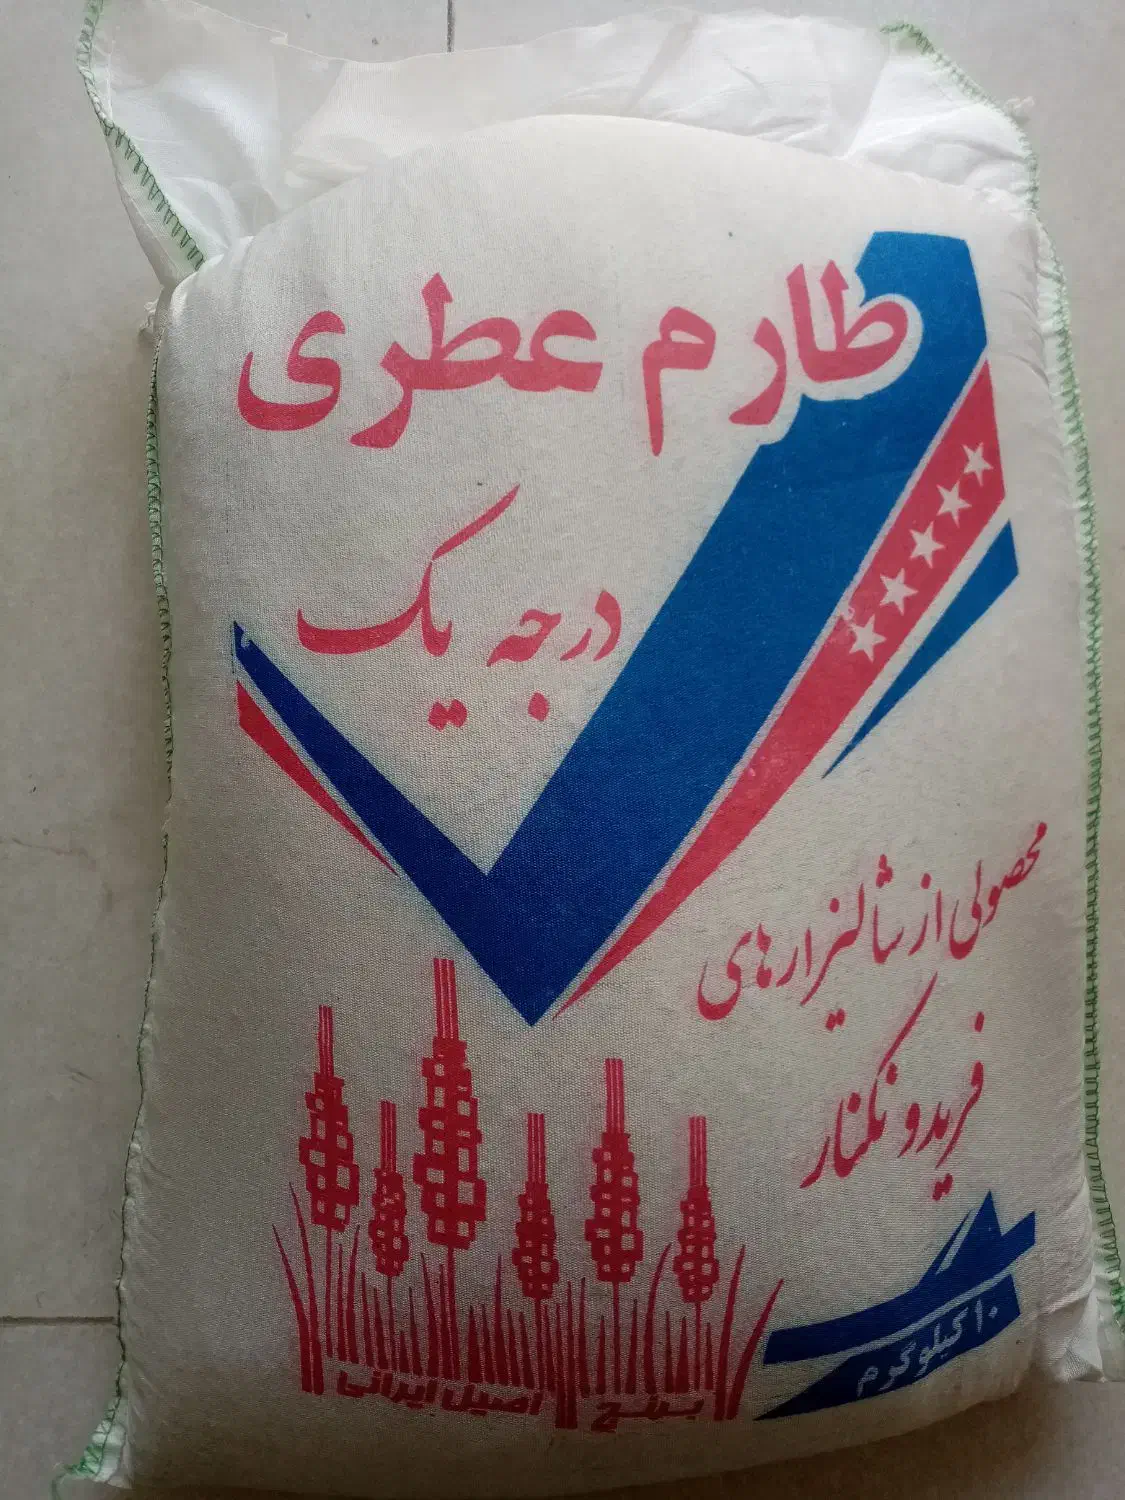 طارم عطری
درجه یک
محصولی از شالیزارهای
فریدونکنار
۱۰ کیلوگرم
برنج اصیل ایرانی